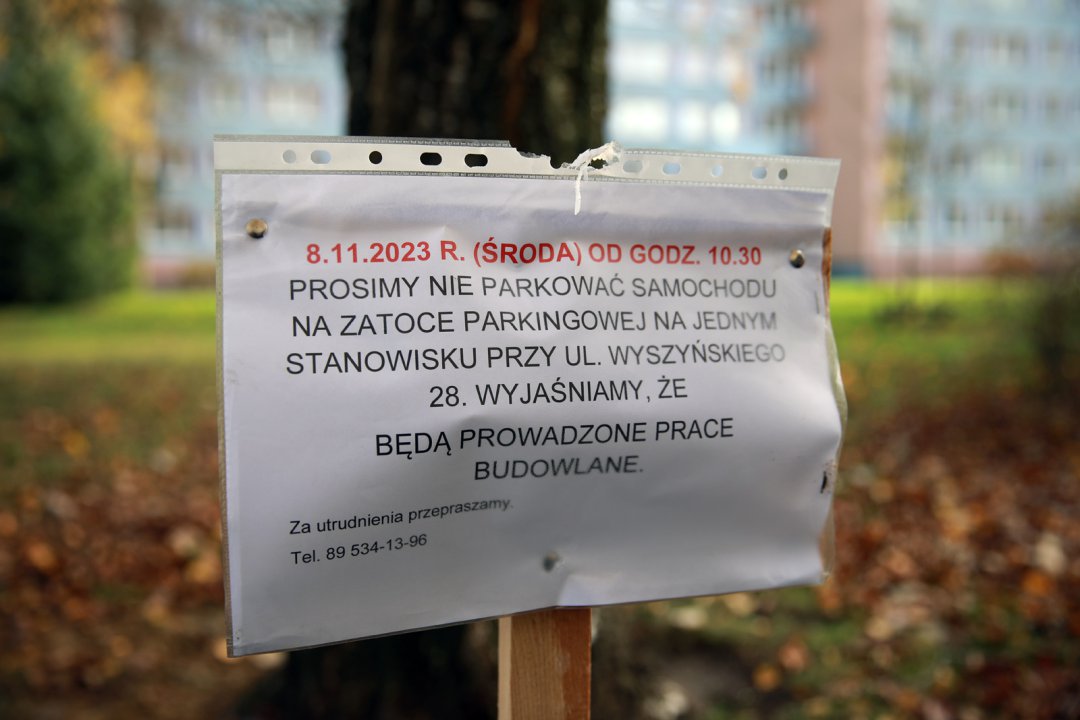 8.11.2023 R. (ŚRODA) OD GODZ. 10.30
PROSIMY NIE PARKOWAĆ SAMOCHODU
NA ZATOCE PARKINGOWEJ NA JEDNYM
STANOWISKU PRZY UL. WYSZYŃSKIEGO
28. WYJAŚNIAMY, ŻE
BĘDĄ PROWADZONE PRACE
BUDOWLANE.
Za utrudnienia przepraszamy.
Tel. 89 534-13-96